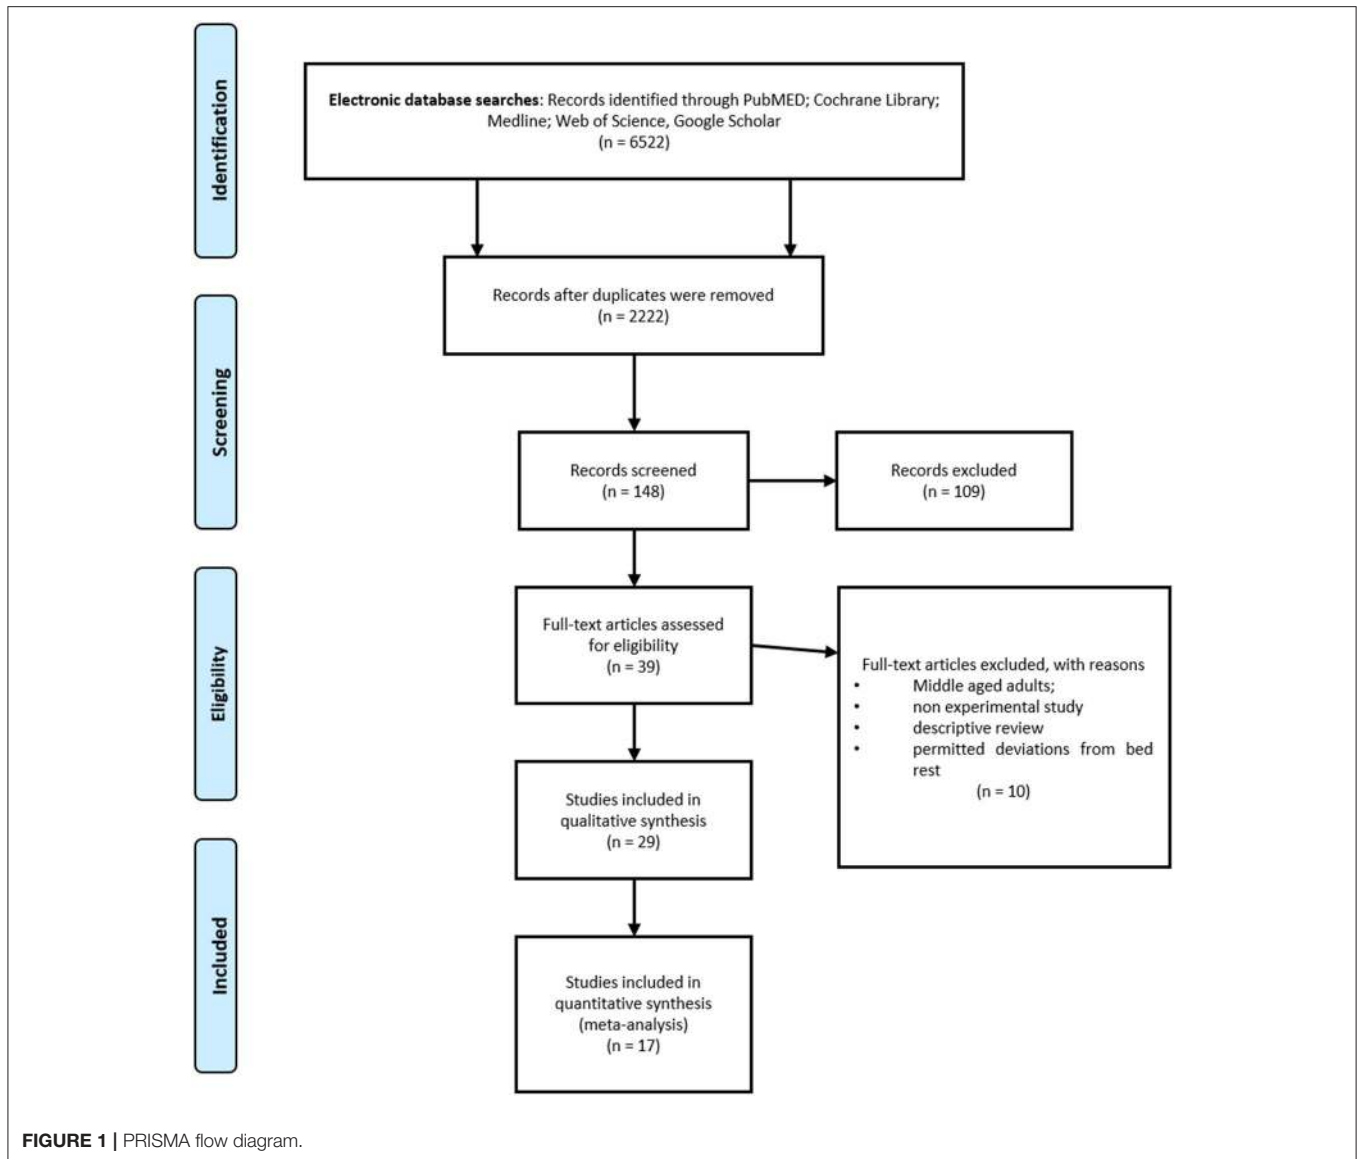 Identification
Electronic database searches: Records identified through PubMED; Cochrane Library;
Medline; Web of Science, Google Scholar
(n = 6522)
Records after duplicates were removed
(n = 2222)
Screening
Records screened
(n = 148)
Records excluded
(n = 109)
Eligibility
Full-text articles assessed
for eligibility
(n = 39)
Full-text articles excluded, with reasons
• Middle aged adults;
• non experimental study
• descriptive review
• permitted deviations from bed
rest
(n = 10)
Studies included in
qualitative synthesis
(n = 29)
Included
Studies included in
quantitative synthesis
(meta-analysis)
(n = 17)
FIGURE 1 | PRISMA flow diagram.